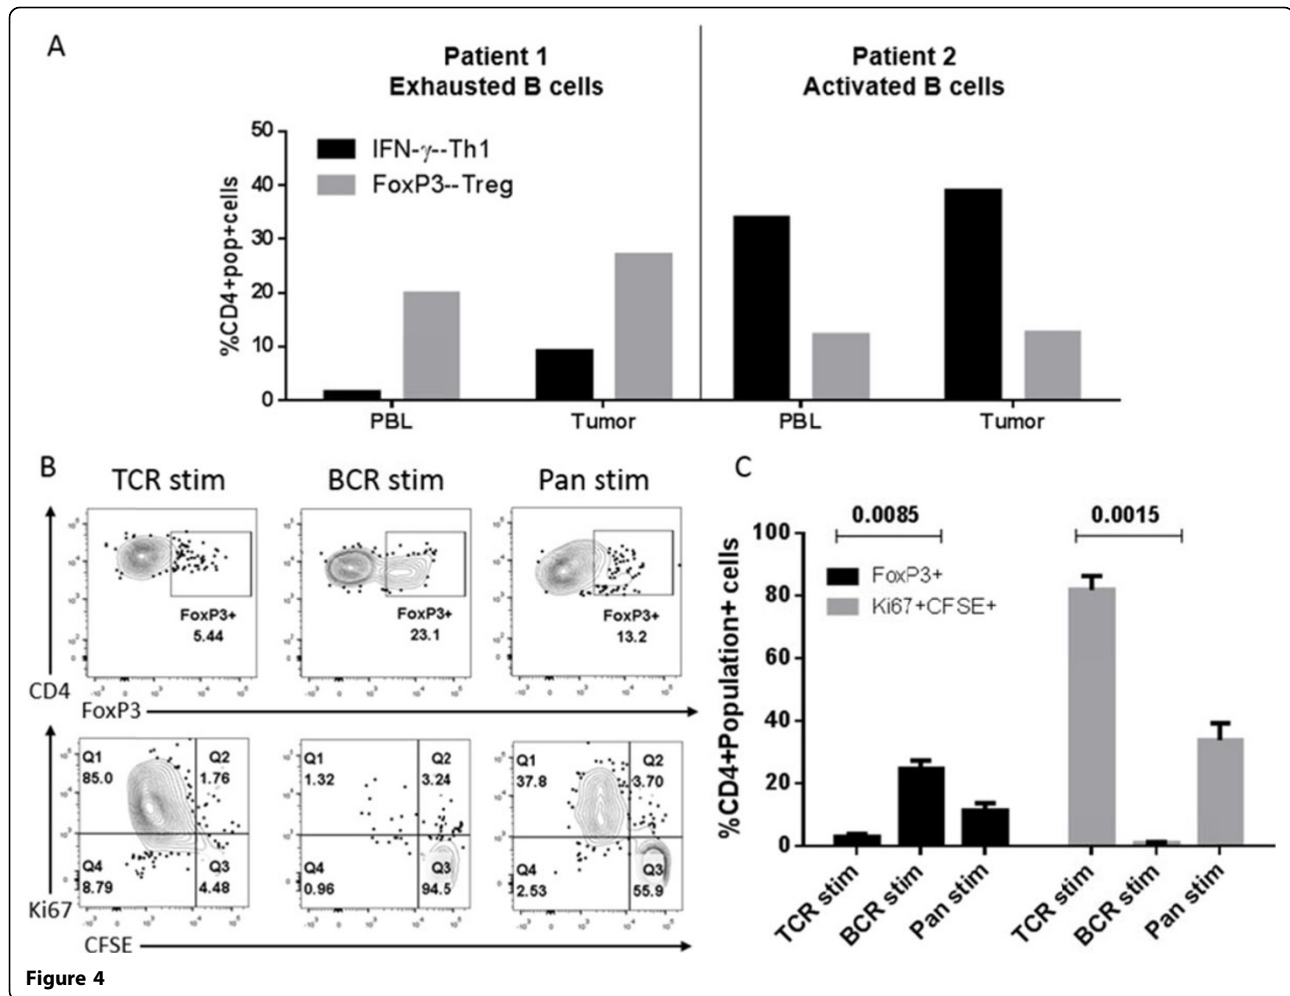 A
Patient 1
Exhausted B cells
Patient 2
Activated B cells
IFN-γ--Th1
FoxP3--Treg
%CD4+pop+cells
50
40
30
20
10
0
PBL
Tumor
PBL
Tumor
B
TCR stim
BCR stim
Pan stim
FoxP3+
5.44
FoxP3+
23.1
FoxP3+
13.2
CD4
FoxP3
Q1
85.0
Q2
1.76
Q4
8.79
Q3
4.48
Q1
1.32
Q2
3.24
Q4
0.96
Q3
94.5
Q1
37.8
Q2
3.70
Q4
2.53
Q3
55.9
Ki67
CFSE
C
0.0085
0.0015
FoxP3+
Ki67+CFSE+
%CD4+Population+ cells
100
80
60
40
20
0
TCR stim
BCR stim
Pan stim
TCR stim
BCR stim
Pan stim
Figure 4